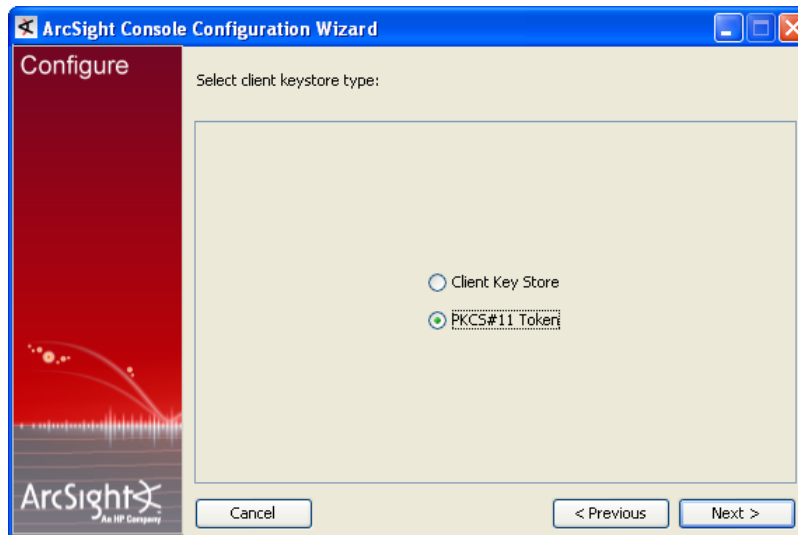 ArcSight Console Configuration Wizard
Configure
Select client keystore type:
Client Key Store
PKCS#11 Token
ArcSight
An HP Company
Cancel
< Previous
Next >